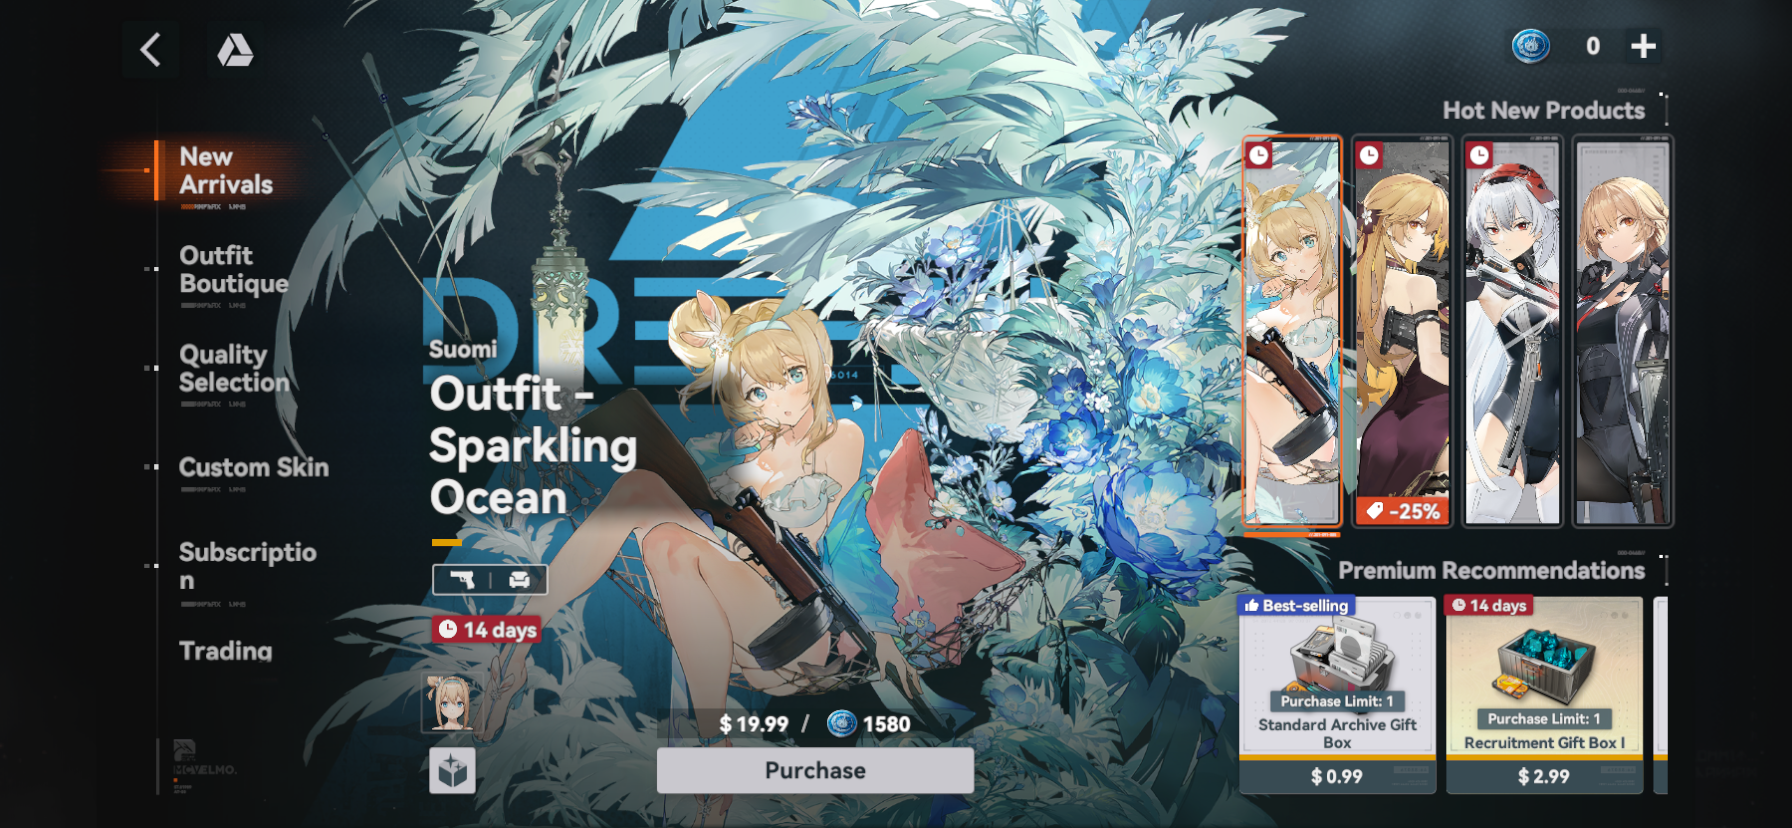 0
Hot New Products
New
Arrivals
Outfit
Boutique
Quality
Selection
Custom Skin
Subscriptio
n
Trading
Suomi
Outfit -
Sparkling
Ocean
14 days
$ 19.99 / 1580
Purchase
-25%
Premium Recommendations
Best-selling
Purchase Limit: 1
Standard Archive Gift
Box
$ 0.99
14 days
Purchase Limit: 1
Recruitment Gift Box I
$ 2.99